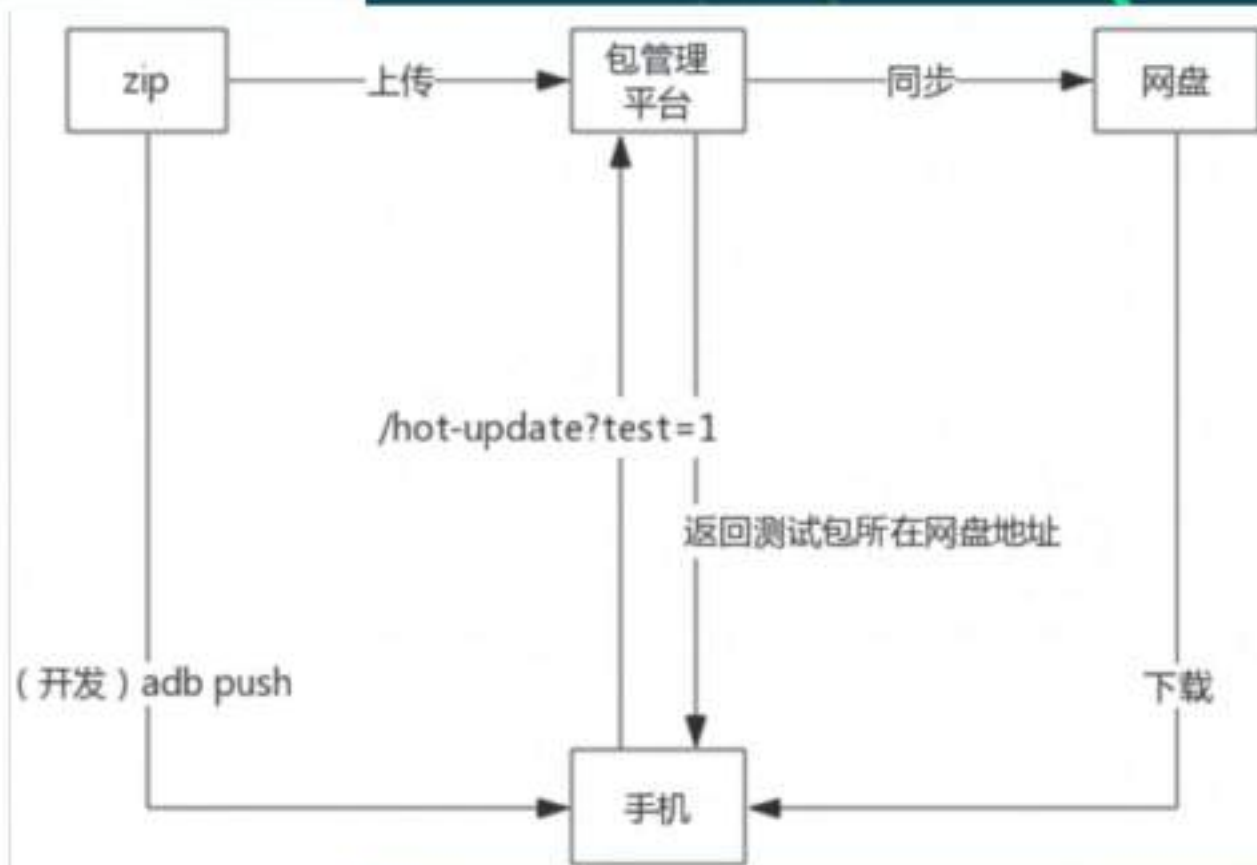 zip
上传
包管理
平台
同步
网盘
/hot-update?test=1
返回测试包所在网盘地址
（开发）adb push
下载
手机